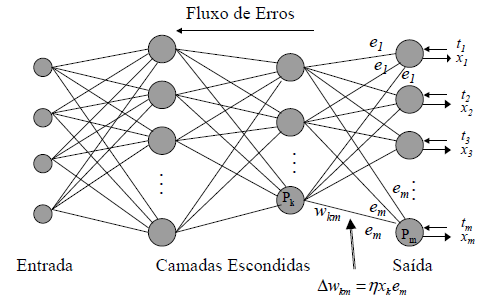 Fluxo de Erros
e₁ t₁
x₁
e₁
e₁
t₂
x₂
t₃
x₃
Pₖ
wₖₘ
eₘ
eₘ
eₘ
Pₘ
tₘ
xₘ
Entrada Camadas Escondidas Saída
Δwₖₘ = ηxₖeₘ